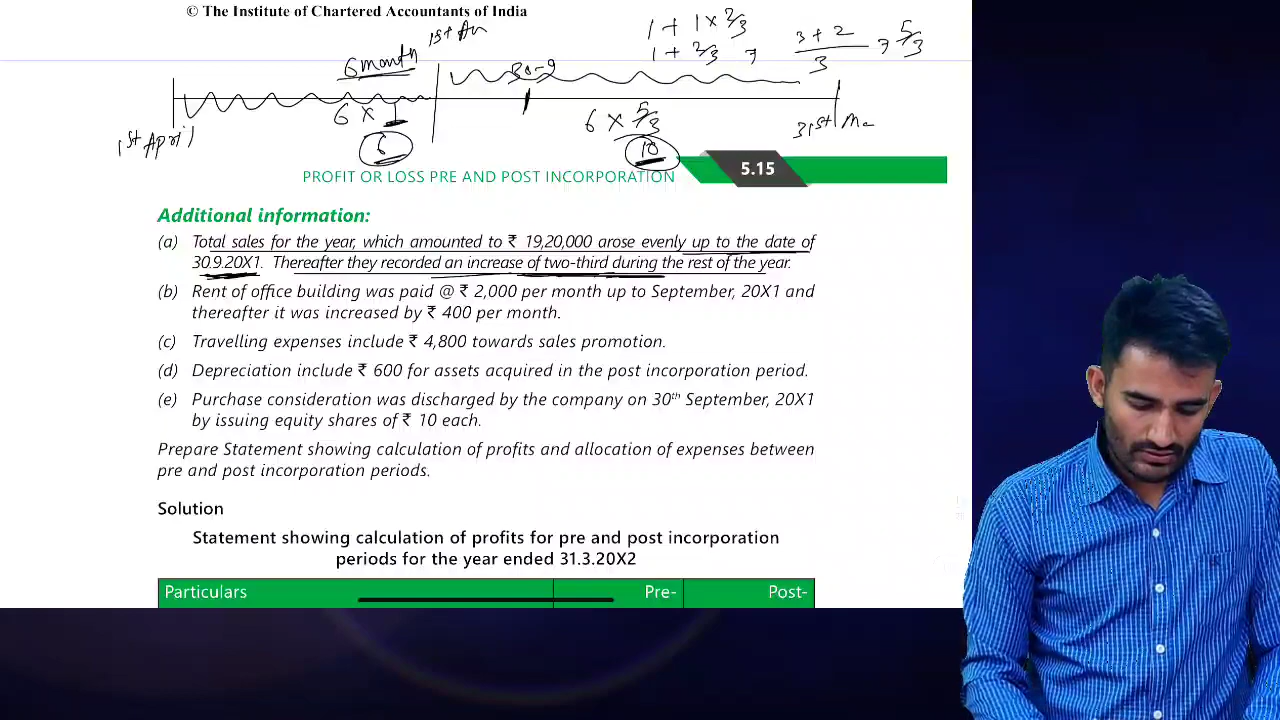 © The Institute of Chartered Accountants of India
1 + 1 × 2/3
1st
1 + 2/3 =
3 + 2
3
= 5/3
6 month
30-9
6 ×
6 × 5/3
1st April
31st
6
10
PROFIT OR LOSS PRE AND POST INCORPORATION 5.15
Additional information:
(a) Total sales for the year, which amounted to ₹ 19,20,000 arose evenly up to the date of
30.9.20X1. Thereafter they recorded an increase of two-third during the rest of the year.
(b) Rent of office building was paid @ ₹ 2,000 per month up to September, 20X1 and
thereafter it was increased by ₹ 400 per month.
(c) Travelling expenses include ₹ 4,800 towards sales promotion.
(d) Depreciation include ₹ 600 for assets acquired in the post incorporation period.
(e) Purchase consideration was discharged by the company on 30th September, 20X1
by issuing equity shares of ₹ 10 each.
Prepare Statement showing calculation of profits and allocation of expenses between
pre and post incorporation periods.
Solution
Statement showing calculation of profits for pre and post incorporation
periods for the year ended 31.3.20X2
Particulars Pre- Post-